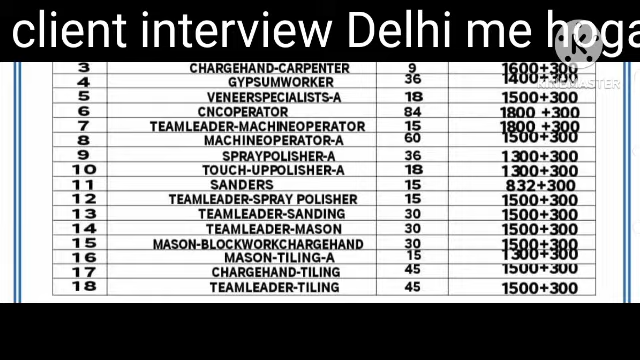 client interview Delhi me hoga
3 CHARGEHAND-CARPENTER 9 1600+300
4 GYPSUMWORKER 36 1400+300
5 VENEERSPECIALISTS-A 18 1500+300
6 CNCOPERATOR 84 1800 +300
7 TEAMLEADER-MACHINEOPERATOR 15 1800 +300
8 MACHINEOPERATOR-A 60 1500+300
9 SPRAYPOLISHER-A 36 1300+300
10 TOUCH-UPPOLISHER-A 18 1300+300
11 SANDERS 15 832+300
12 TEAMLEADER-SPRAY POLISHER 15 1500+300
13 TEAMLEADER-SANDING 30 1500+300
14 TEAMLEADER-MASON 30 1500+300
15 MASON-BLOCKWORKCHARGEHAND 30 1500+300
16 MASON-TILING-A 15 1300+300
17 CHARGEHAND-TILING 45 1500+300
18 TEAMLEADER-TILING 45 1500+300